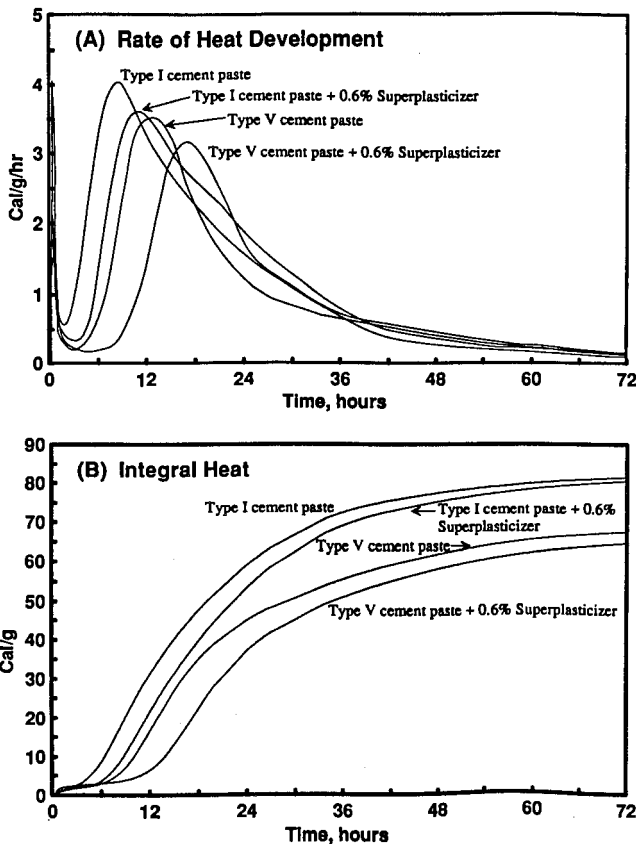 (A) Rate of Heat Development
5
4
3
2
1
0
Cal/g/hr
Type I cement paste
Type I cement paste + 0.6% Superplasticizer
Type V cement paste
Type V cement paste + 0.6% Superplasticizer
0 12 24 36 48 60 72
Time, hours
(B) Integral Heat
90
80
70
60
50
40
30
20
10
0
Cal/g
Type I cement paste
Type I cement paste + 0.6%
Superplasticizer
Type V cement paste
Type V cement paste + 0.6% Superplasticizer
0 12 24 36 48 60 72
Time, hours